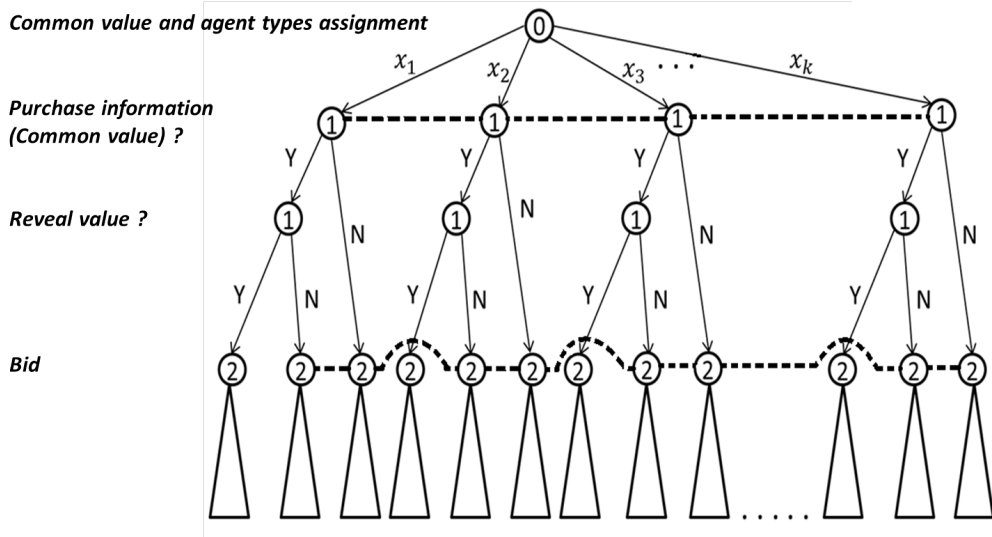 Common value and agent types assignment
0
x₁ x₂ x₃ ... xₖ
Purchase information
(Common value) ?
1 1 1 1
Y N Y N Y N Y N
Reveal value ?
1 1 1 1
Y N Y N Y N Y N
Bid
2 2 2 2 2 2 2 2 2 2 2 2
.....